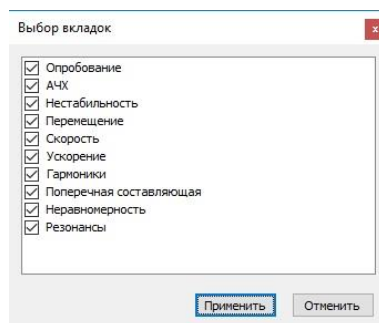 Выбор вкладок
x
Опробование
АЧХ
Нестабильность
Перемещение
Скорость
Ускорение
Гармоники
Поперечная составляющая
Неравномерность
Резонансы
Применить Отменить